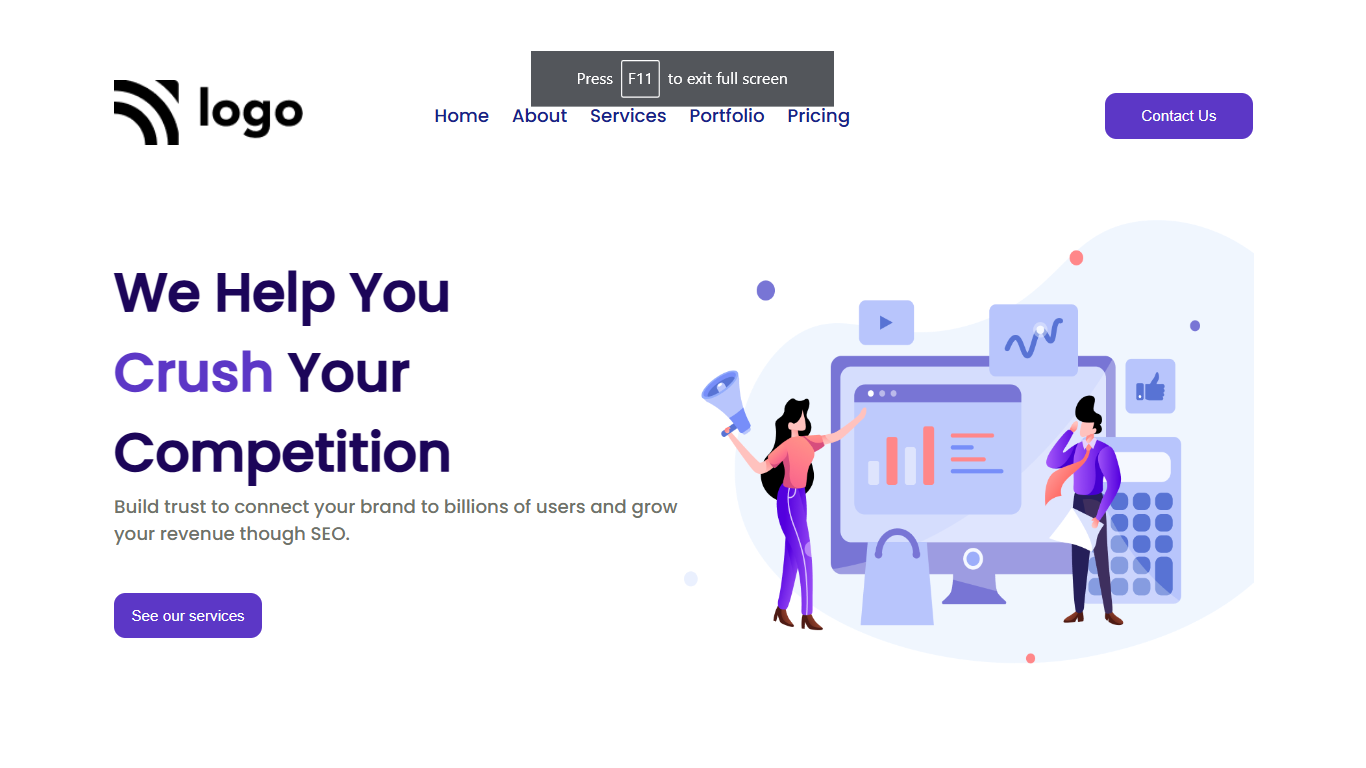 Press F11 to exit full screen
logo
Home About Services Portfolio Pricing
Contact Us
We Help You
Crush Your
Competition
Build trust to connect your brand to billions of users and grow
your revenue though SEO.
See our services